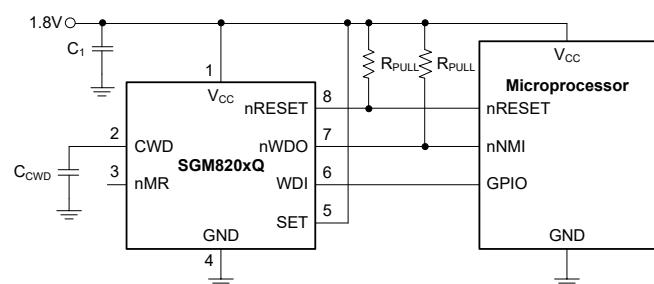 1.8V
C1
RPULL RPULL
VCC
Microprocessor
1
VCC
nRESET 8 nRESET
2 CWD
nWDO 7 nNMI
SGM820xQ
CCWD
3 nMR
WDI 6 GPIO
SET 5
GND
4
GND